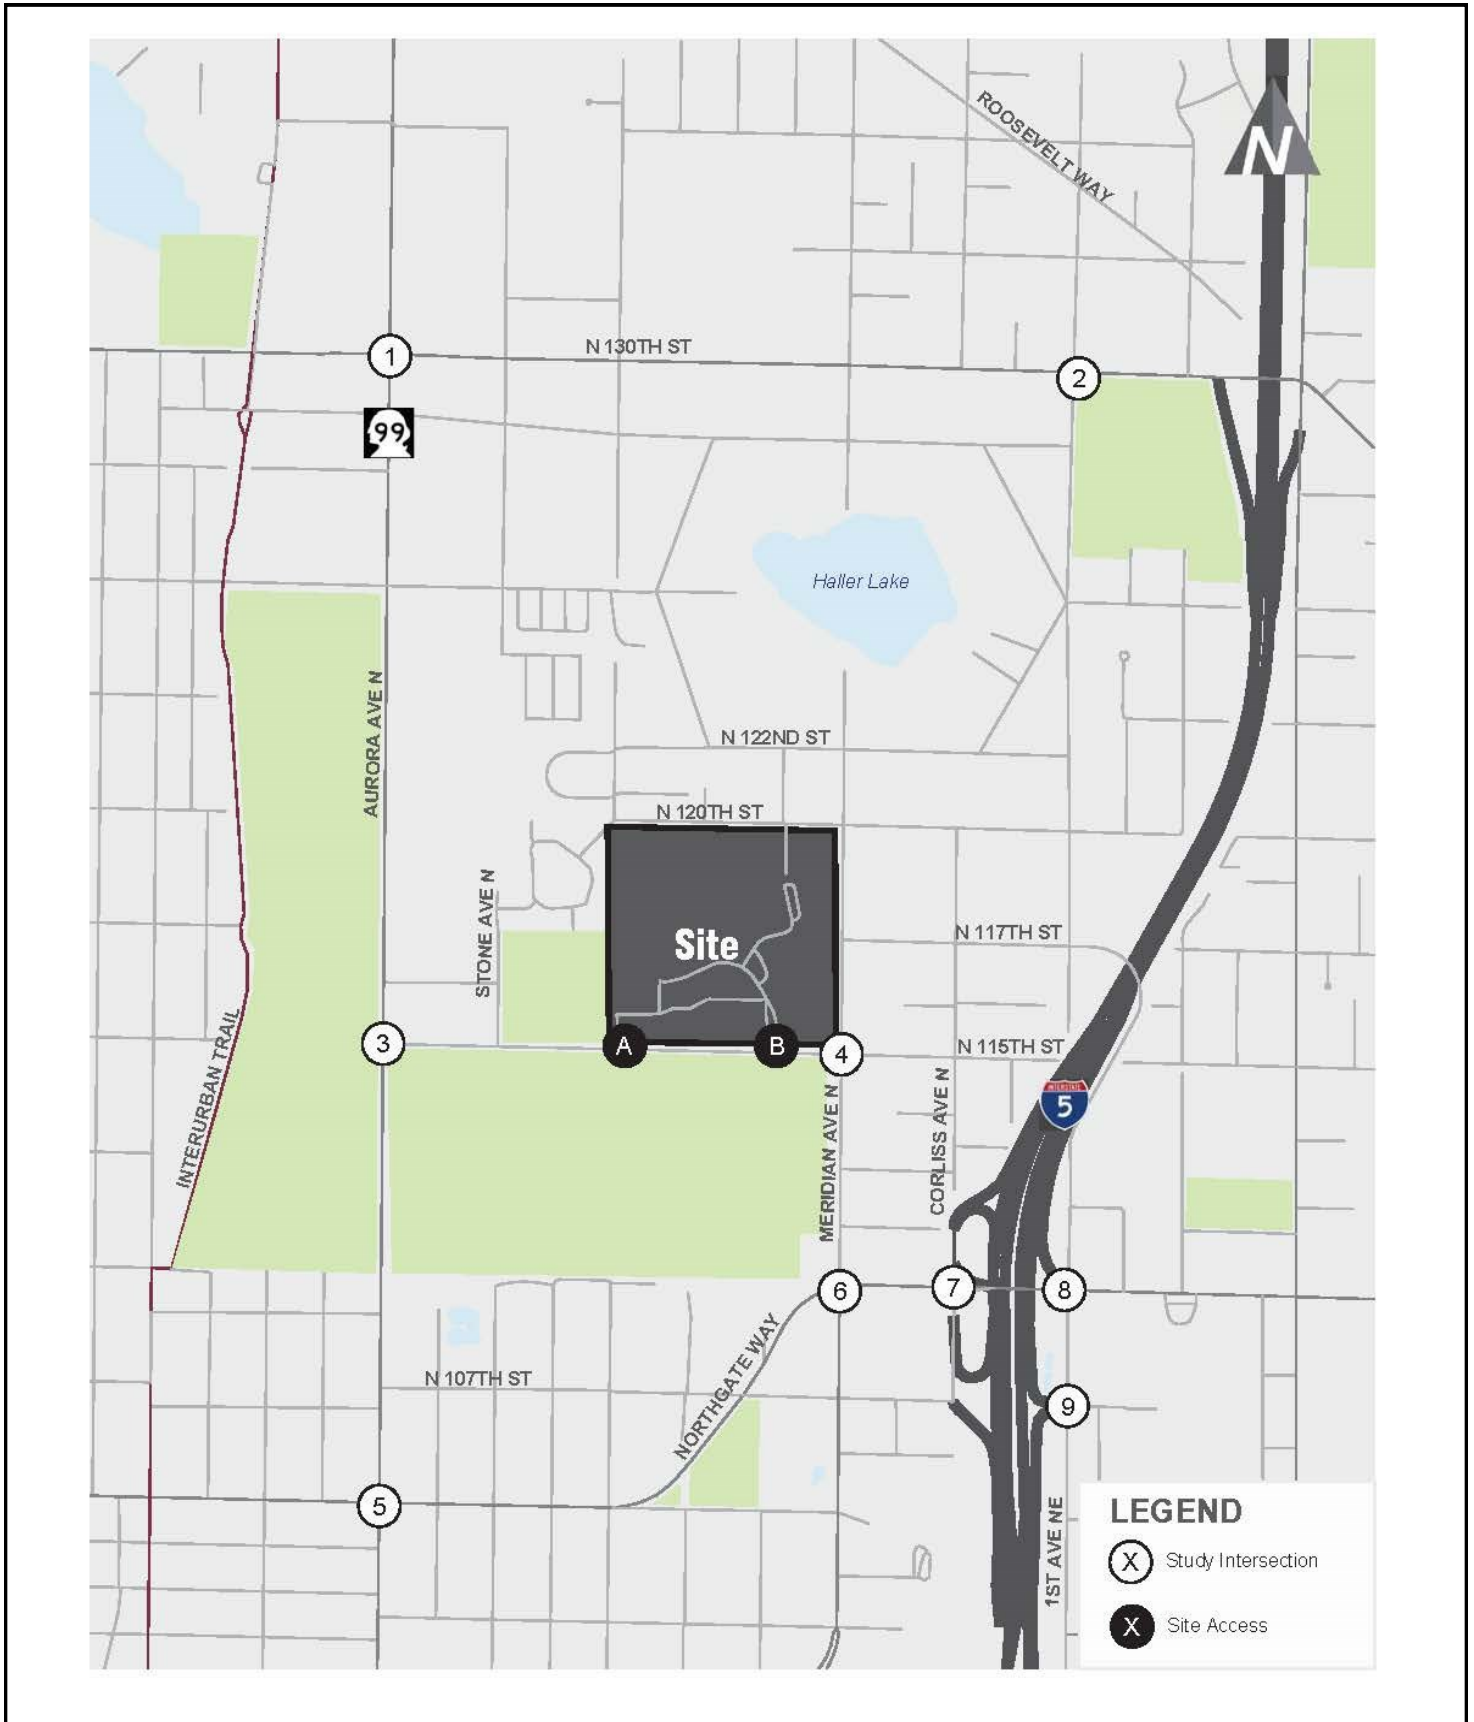 ROOSEVELT WAY
N
N 130TH ST
1
2
99
Haller Lake
AURORA AVE N
N 122ND ST
N 120TH ST
STONE AVE N
N 117TH ST
Site
INTERURBAN TRAIL
3
A
B
4
N 115TH ST
INTERSTATE
5
MERIDIAN AVE N
CORLISS AVE N
6
7
8
NORTHGATE WAY
N 107TH ST
9
5
1ST AVE NE
LEGEND
X Study Intersection
X Site Access